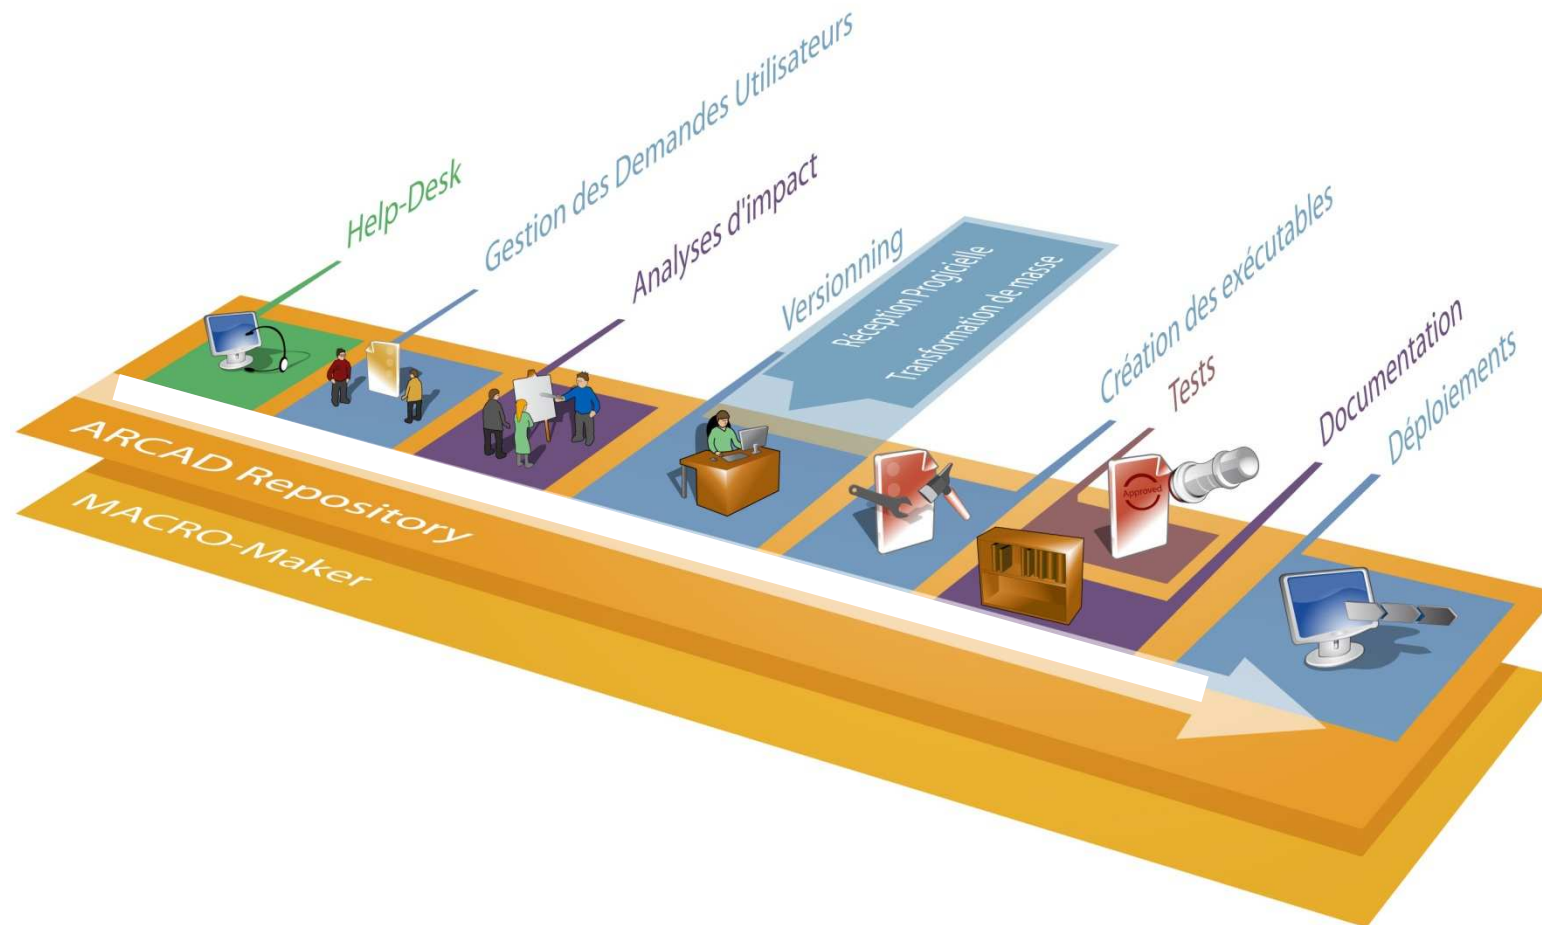 Help-Desk
Gestion des Demandes Utilisateurs
Analyses d'impact
Versionning
Réception Progicielle
Transformation de masse
Création des exécutables
Tests
Documentation
Déploiements
Approved
ARCAD Repository
MACRO-Maker